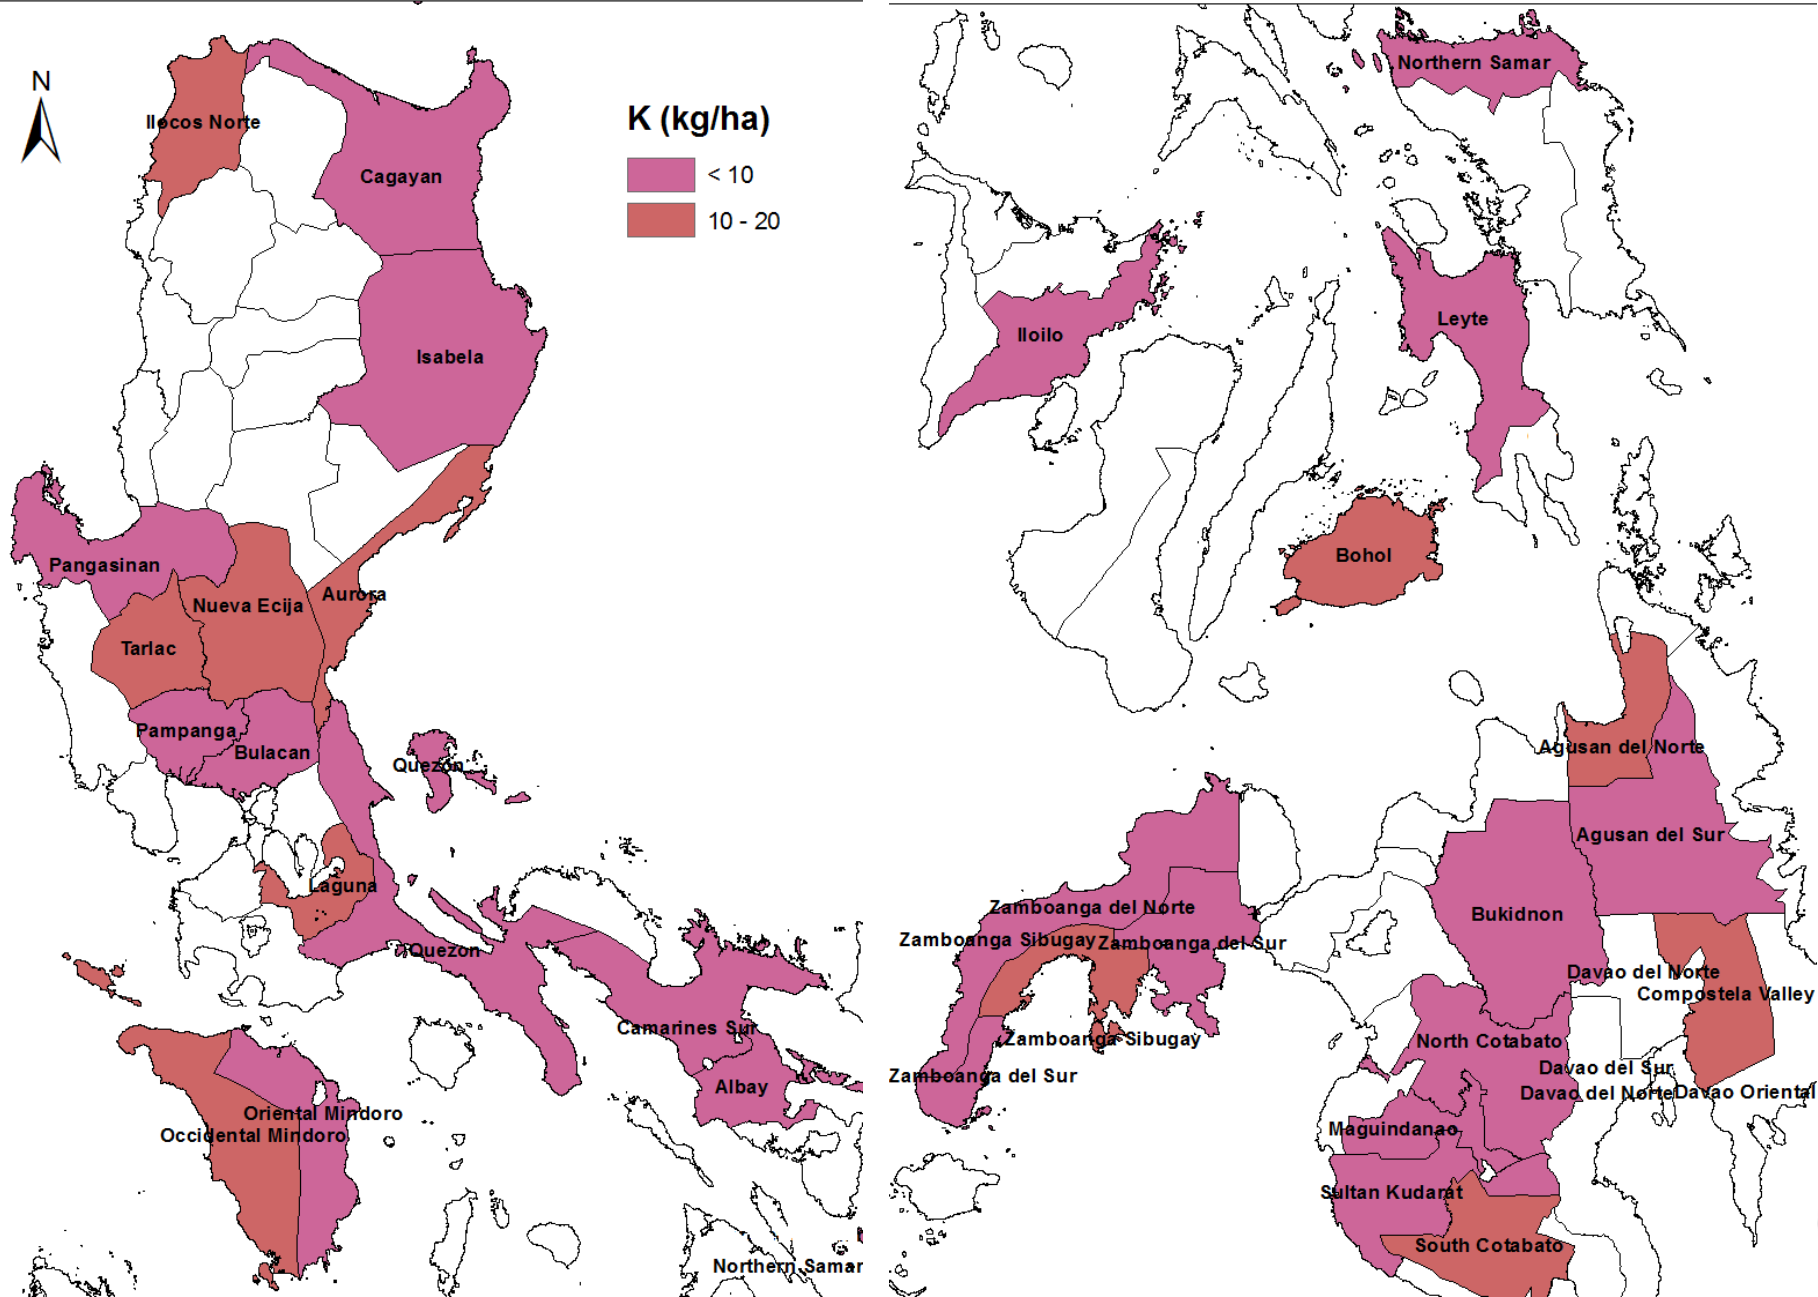 N
Ilocos Norte
K (kg/ha)
< 10
10 - 20
Cagayan
Isabela
Pangasinan
Nueva Ecija
Aurora
Tarlac
Pampanga
Bulacan
Quezon
Laguna
Quezon
Camarines Sur
Albay
Oriental Mindoro
Occidental Mindoro
Northern Samar
Northern Samar
Iloilo
Leyte
Bohol
Agusan del Norte
Agusan del Sur
Zamboanga del Norte
Bukidnon
Zamboanga Sibugay
Zamboanga del Sur
Davao del Norte
Compostela Valley
Zamboanga Sibugay
North Cotabato
Zamboanga del Sur
Davao del Sur
Davao del Norte
Davao Oriental
Maguindanao
Sultan Kudarat
South Cotabato